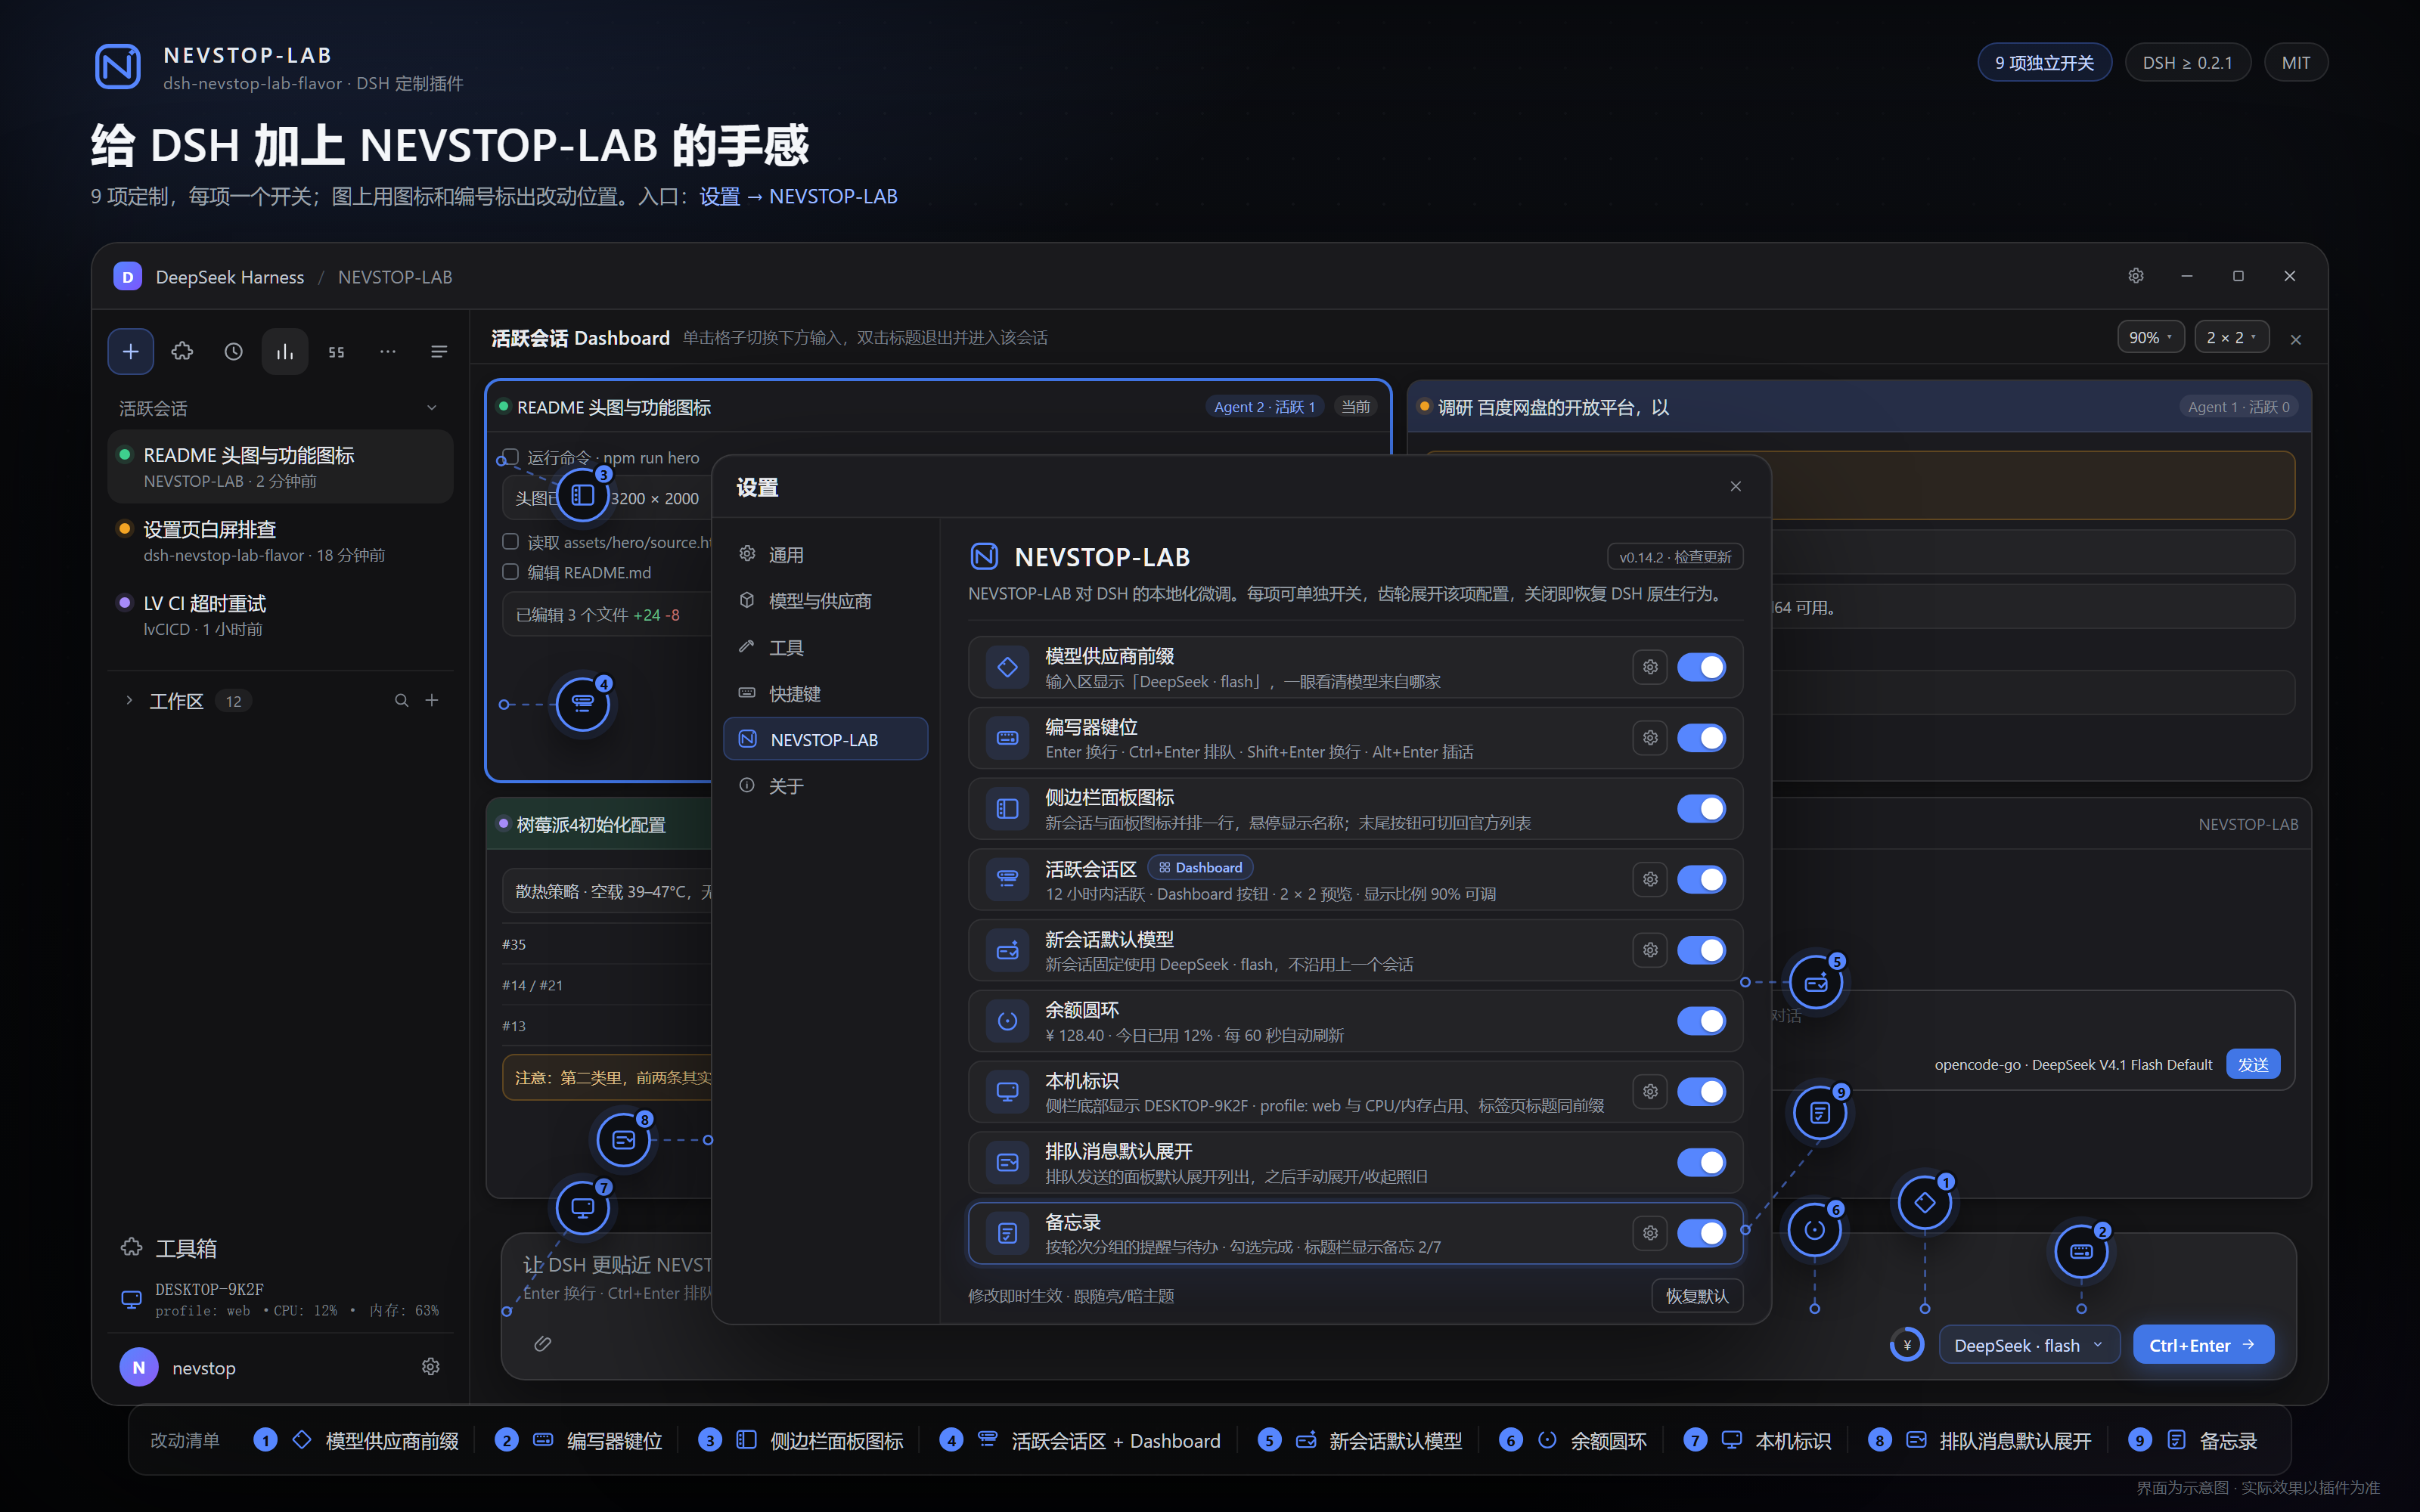 NEVSTOP-LAB
dsh-nevstop-lab-flavor · DSH 定制插件
9 项独立开关
DSH ≥ 0.2.1
MIT
给 DSH 加上 NEVSTOP-LAB 的手感
9 项定制，每项一个开关；图上用图标和编号标出改动位置。入口：设置 → NEVSTOP-LAB
D DeepSeek Harness / NEVSTOP-LAB
活跃会话 Dashboard 单击格子切换下方输入，双击标题退出并进入该会话
90%
2 × 2
活跃会话
README 头图与功能图标
NEVSTOP-LAB · 2 分钟前
设置页白屏排查
dsh-nevstop-lab-flavor · 18 分钟前
LV CI 超时重试
lvCICD · 1 小时前
工作区 12
工具箱
DESKTOP-9K2F
profile: web • CPU: 12% • 内存: 63%
N nevstop
README 头图与功能图标
Agent 2 · 活跃 1
当前
运行命令 · npm run hero
头图已
3200 × 2000
读取 assets/hero/source.ht
编辑 README.md
已编辑 3 个文件 +24 -8
3
4
调研 百度网盘的开放平台，以
Agent 1 · 活跃 0
64 可用。
树莓派4初始化配置
散热策略 · 空载 39–47°C，无
#35
#14 / #21
#13
注意：第二类里，前两条其实
8
7
NEVSTOP-LAB
对话
opencode-go · DeepSeek V4.1 Flash Default
发送
5
9
6
1
2
让 DSH 更贴近 NEVST
Enter 换行 · Ctrl+Enter 排队
¥
DeepSeek · flash
Ctrl+Enter →
设置
通用
模型与供应商
工具
快捷键
NEVSTOP-LAB
关于
NEVSTOP-LAB
v0.14.2 · 检查更新
NEVSTOP-LAB 对 DSH 的本地化微调。每项可单独开关，齿轮展开该项配置，关闭即恢复 DSH 原生行为。
模型供应商前缀
输入区显示「DeepSeek · flash」，一眼看清模型来自哪家
编写器键位
Enter 换行 · Ctrl+Enter 排队 · Shift+Enter 换行 · Alt+Enter 插话
侧边栏面板图标
新会话与面板图标并排一行，悬停显示名称；末尾按钮可切回官方列表
活跃会话区 Dashboard
12 小时内活跃 · Dashboard 按钮 · 2 × 2 预览 · 显示比例 90% 可调
新会话默认模型
新会话固定使用 DeepSeek · flash，不沿用上一个会话
余额圆环
¥ 128.40 · 今日已用 12% · 每 60 秒自动刷新
本机标识
侧栏底部显示 DESKTOP-9K2F · profile: web 与 CPU/内存占用、标签页标题同前缀
排队消息默认展开
排队发送的面板默认展开列出，之后手动展开/收起照旧
备忘录
按轮次分组的提醒与待办 · 勾选完成 · 标题栏显示备忘 2/7
修改即时生效 · 跟随亮/暗主题
恢复默认
改动清单 1 模型供应商前缀 2 编写器键位 3 侧边栏面板图标 4 活跃会话区 + Dashboard 5 新会话默认模型 6 余额圆环 7 本机标识 8 排队消息默认展开 9 备忘录
界面为示意图 · 实际效果以插件为准